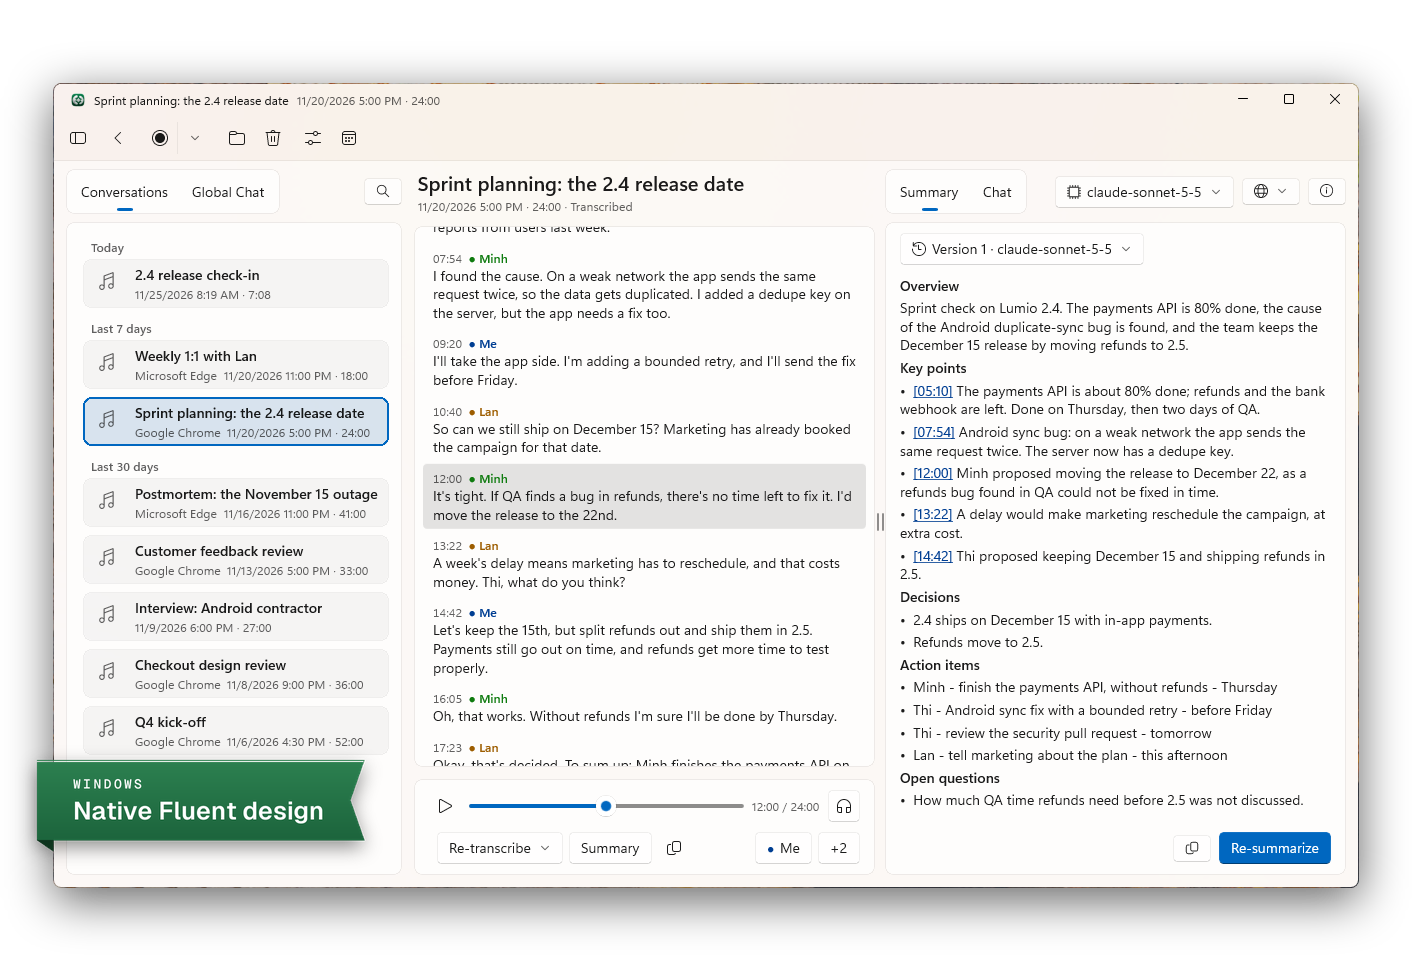 Sprint planning: the 2.4 release date 11/20/2026 5:00 PM · 24:00
Conversations
Global Chat
Today
2.4 release check-in
11/25/2026 8:19 AM · 7:08
Last 7 days
Weekly 1:1 with Lan
Microsoft Edge 11/20/2026 11:00 PM · 18:00
Sprint planning: the 2.4 release date
Google Chrome 11/20/2026 5:00 PM · 24:00
Last 30 days
Postmortem: the November 15 outage
Microsoft Edge 11/16/2026 11:00 PM · 41:00
Customer feedback review
Google Chrome 11/13/2026 5:00 PM · 33:00
Interview: Android contractor
11/9/2026 6:00 PM · 27:00
Checkout design review
Google Chrome 11/8/2026 9:00 PM · 36:00
Q4 kick-off
Google Chrome 11/6/2026 4:30 PM · 52:00
WINDOWS
Native Fluent design
Sprint planning: the 2.4 release date
11/20/2026 5:00 PM · 24:00 · Transcribed
reports from users last week.
07:54 • Minh
I found the cause. On a weak network the app sends the same
request twice, so the data gets duplicated. I added a dedupe key on
the server, but the app needs a fix too.
09:20 • Me
I'll take the app side. I'm adding a bounded retry, and I'll send the fix
before Friday.
10:40 • Lan
So can we still ship on December 15? Marketing has already booked
the campaign for that date.
12:00 • Minh
It's tight. If QA finds a bug in refunds, there's no time left to fix it. I'd
move the release to the 22nd.
13:22 • Lan
A week's delay means marketing has to reschedule, and that costs
money. Thi, what do you think?
14:42 • Me
Let's keep the 15th, but split refunds out and ship them in 2.5.
Payments still go out on time, and refunds get more time to test
properly.
16:05 • Minh
Oh, that works. Without refunds I'm sure I'll be done by Thursday.
17:23 • Lan
Okay, that's decided. To sum up: Minh finishes the payments API on
12:00 / 24:00
Re-transcribe
Summary
• Me
+2
Summary
Chat
claude-sonnet-5-5
Version 1 · claude-sonnet-5-5
Overview
Sprint check on Lumio 2.4. The payments API is 80% done, the cause
of the Android duplicate-sync bug is found, and the team keeps the
December 15 release by moving refunds to 2.5.
Key points
• [05:10] The payments API is about 80% done; refunds and the bank
webhook are left. Done on Thursday, then two days of QA.
• [07:54] Android sync bug: on a weak network the app sends the
same request twice. The server now has a dedupe key.
• [12:00] Minh proposed moving the release to December 22, as a
refunds bug found in QA could not be fixed in time.
• [13:22] A delay would make marketing reschedule the campaign, at
extra cost.
• [14:42] Thi proposed keeping December 15 and shipping refunds in
2.5.
Decisions
• 2.4 ships on December 15 with in-app payments.
• Refunds move to 2.5.
Action items
• Minh - finish the payments API, without refunds - Thursday
• Thi - Android sync fix with a bounded retry - before Friday
• Thi - review the security pull request - tomorrow
• Lan - tell marketing about the plan - this afternoon
Open questions
• How much QA time refunds need before 2.5 was not discussed.
Re-summarize